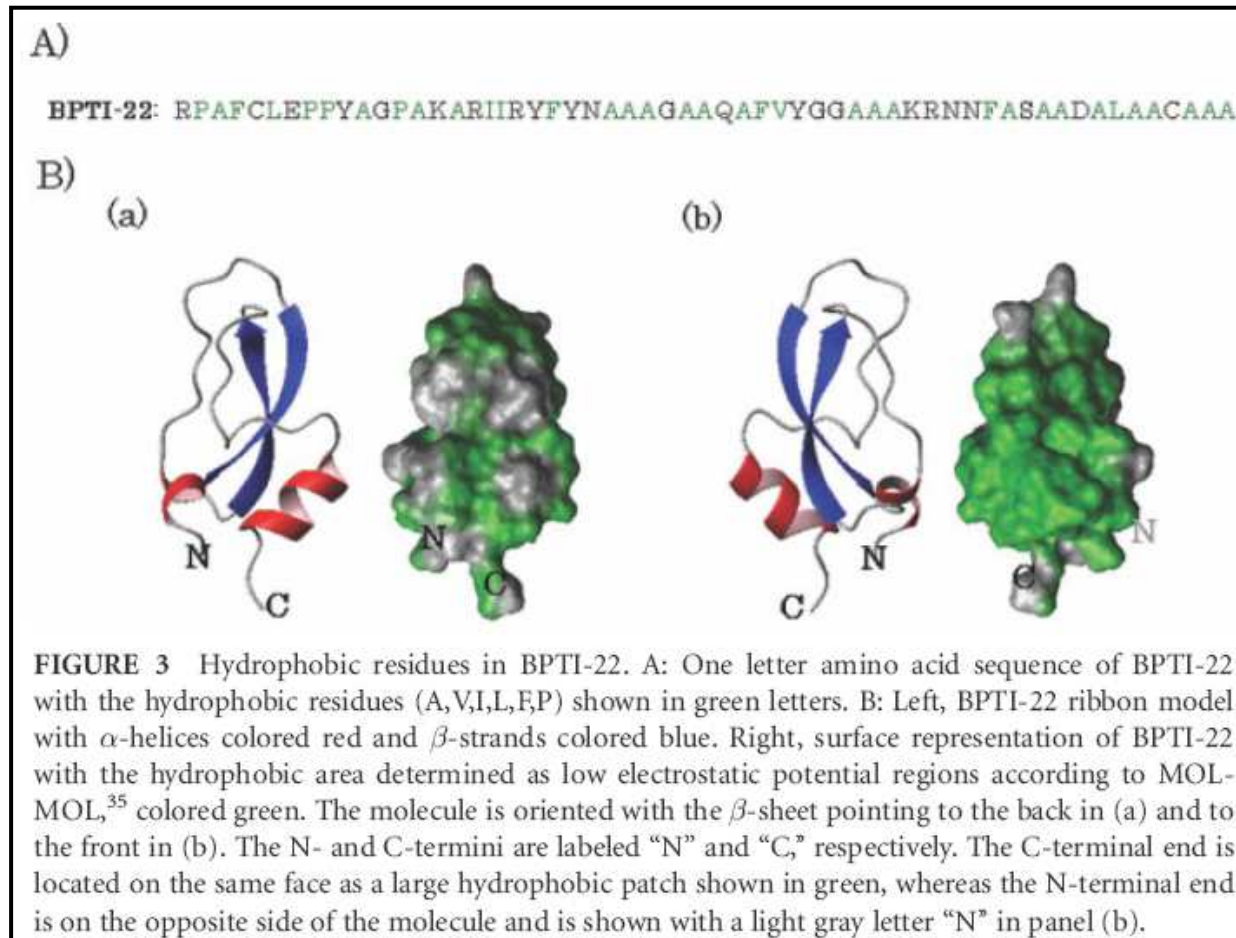 A)
BPTI-22: RPAFCLEPPYAGPAKARIIRYFYNAAAGAAQAFVYGGAAAKRNNFASAADALAACAAA
B)
(a)
(b)
N
C
N
C
C
N
C
N
FIGURE 3 Hydrophobic residues in BPTI-22. A: One letter amino acid sequence of BPTI-22
with the hydrophobic residues (A,V,I,L,F,P) shown in green letters. B: Left, BPTI-22 ribbon model
with α-helices colored red and β-strands colored blue. Right, surface representation of BPTI-22
with the hydrophobic area determined as low electrostatic potential regions according to MOL-
MOL,³⁵ colored green. The molecule is oriented with the β-sheet pointing to the back in (a) and to
the front in (b). The N- and C-termini are labeled “N” and “C,” respectively. The C-terminal end is
located on the same face as a large hydrophobic patch shown in green, whereas the N-terminal end
is on the opposite side of the molecule and is shown with a light gray letter “N” in panel (b).